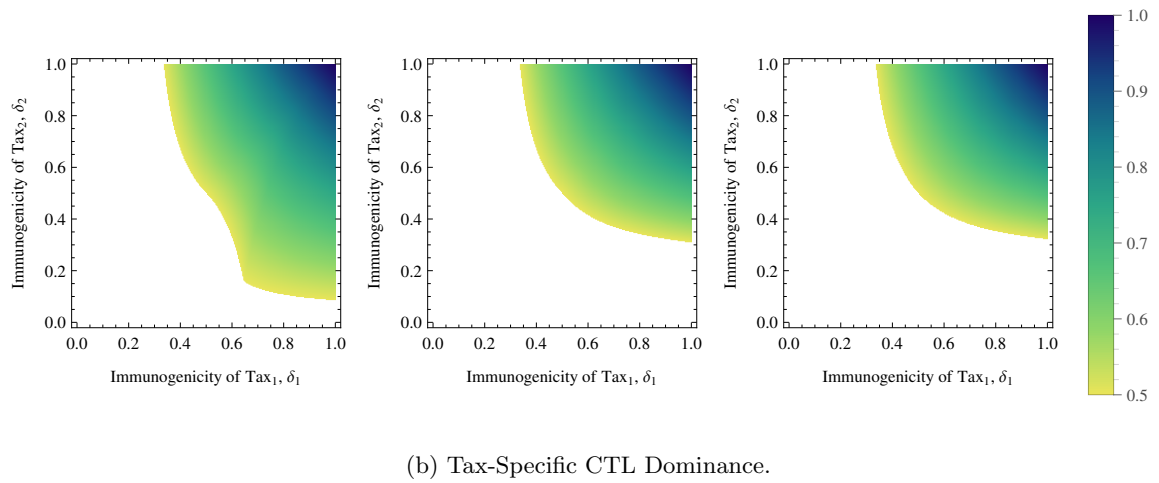 1.0
0.8
0.6
0.4
0.2
0.0
Immunogenicity of Tax₂, δ₂
0.0 0.2 0.4 0.6 0.8 1.0
Immunogenicity of Tax₁, δ₁
1.0
0.8
0.6
0.4
0.2
0.0
Immunogenicity of Tax₂, δ₂
0.0 0.2 0.4 0.6 0.8 1.0
Immunogenicity of Tax₁, δ₁
1.0
0.8
0.6
0.4
0.2
0.0
Immunogenicity of Tax₂, δ₂
0.0 0.2 0.4 0.6 0.8 1.0
Immunogenicity of Tax₁, δ₁
1.0
0.9
0.8
0.7
0.6
0.5
(b) Tax-Specific CTL Dominance.